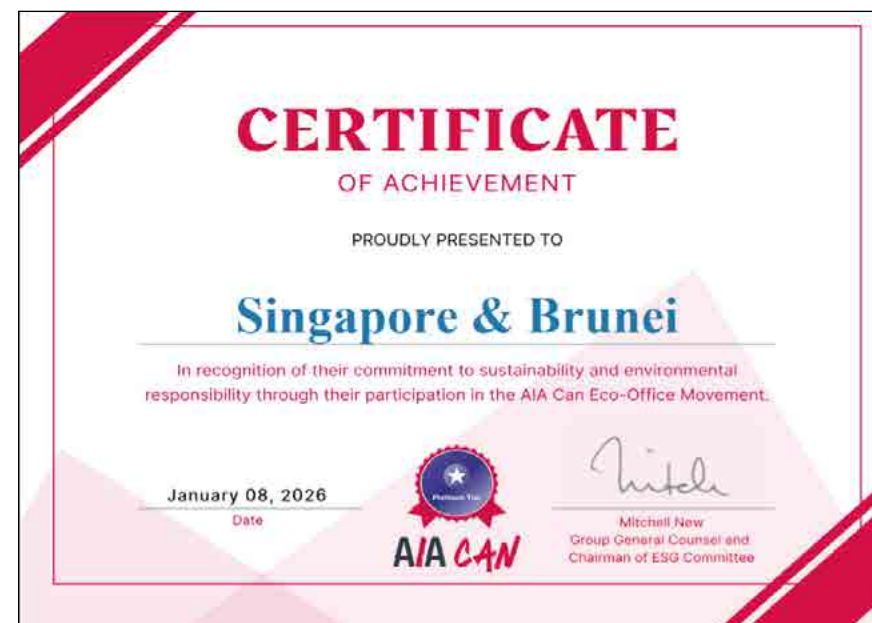 CERTIFICATE
OF ACHIEVEMENT
PROUDLY PRESENTED TO
Singapore & Brunei
In recognition of their commitment to sustainability and environmental
responsibility through their participation in the AIA Can Eco-Office Movement.
January 08, 2026
Date
Platinum Tier
AIA CAN
Mitch
Mitchell New
Group General Counsel and
Chairman of ESG Committee